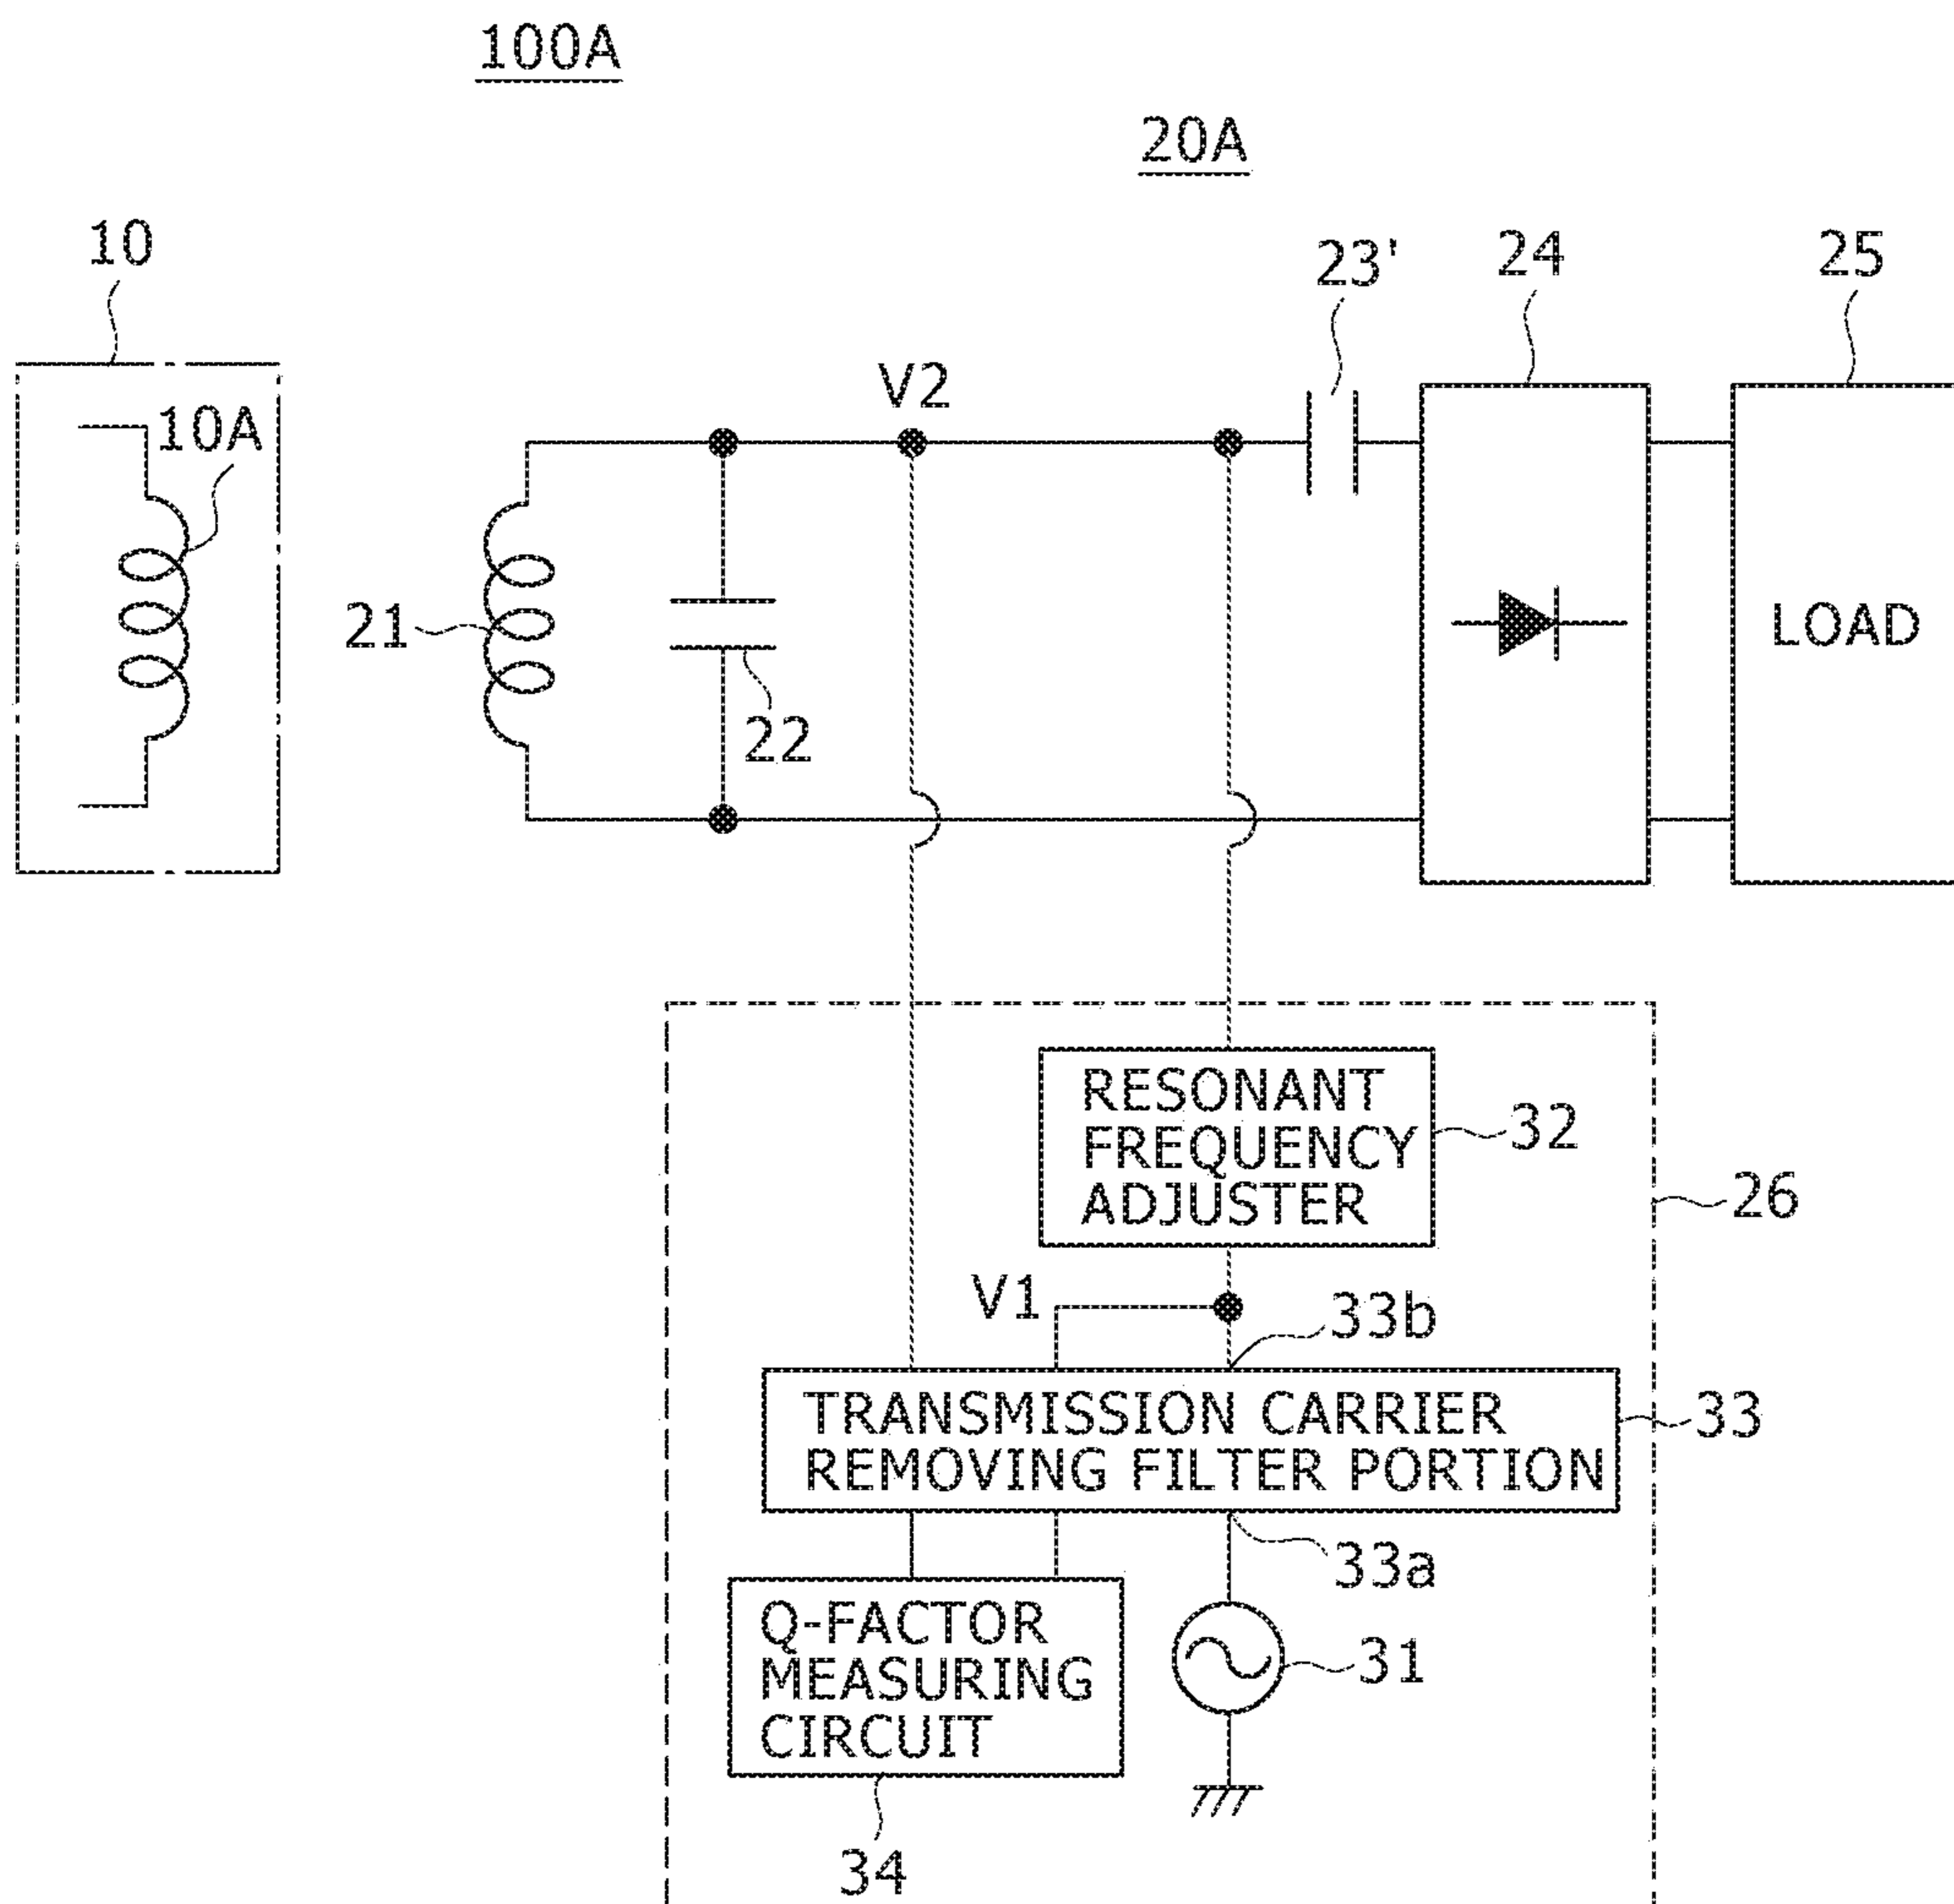 100A
20A
10
23'
24
25
V2
10A
21
LOAD
22
RESONANT
FREQUENCY
ADJUSTER
32
26
V1
33b
TRANSMISSION CARRIER
REMOVING FILTER PORTION
33
33a
Q-FACTOR
MEASURING
CIRCUIT
31
34